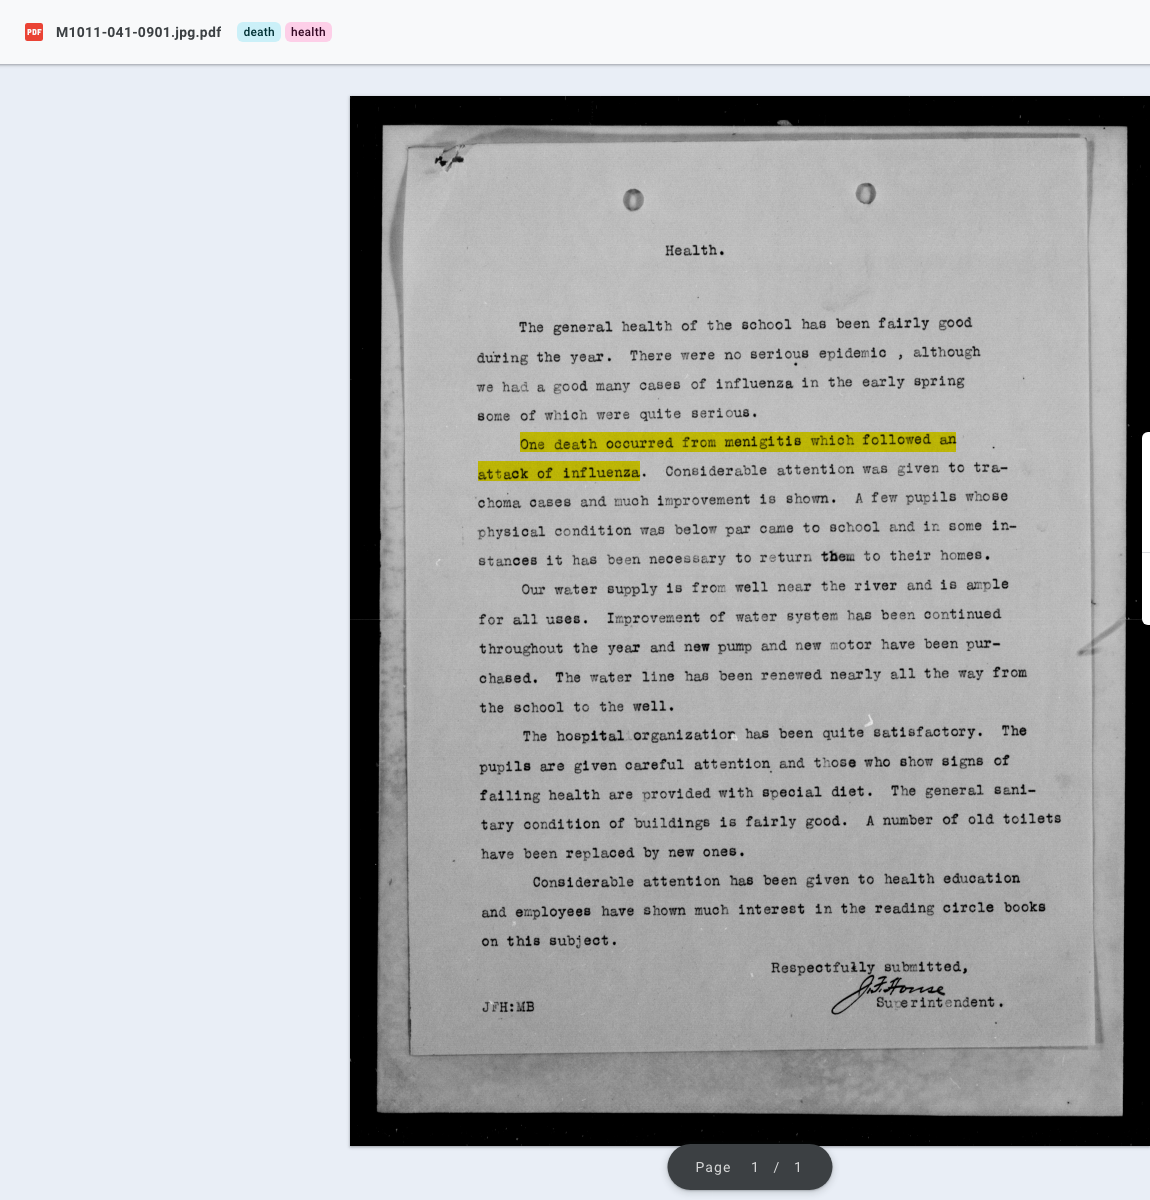 PDF M1011-041-0901.jpg.pdf death health
Health.
The general health of the school has been fairly good
during the year. There were no serious epidemic , although
we had a good many cases of influenza in the early spring
some of which were quite serious.
One death occurred from menigitis which followed an
attack of influenza. Considerable attention was given to tra-
choma cases and much improvement is shown. A few pupils whose
physical condition was below par came to school and in some in-
stances it has been necessary to return them to their homes.
Our water supply is from well near the river and is ample
for all uses. Improvement of water system has been continued
throughout the year and new pump and new motor have been pur-
chased. The water line has been renewed nearly all the way from
the school to the well.
The hospital organization has been quite satisfactory. The
pupils are given careful attention and those who show signs of
failing health are provided with special diet. The general sani-
tary condition of buildings is fairly good. A number of old toilets
have been replaced by new ones.
Considerable attention has been given to health education
and employees have shown much interest in the reading circle books
on this subject.
Respectfully submitted,
J.F. House
Superintendent.
JFH:MB
Page 1 / 1